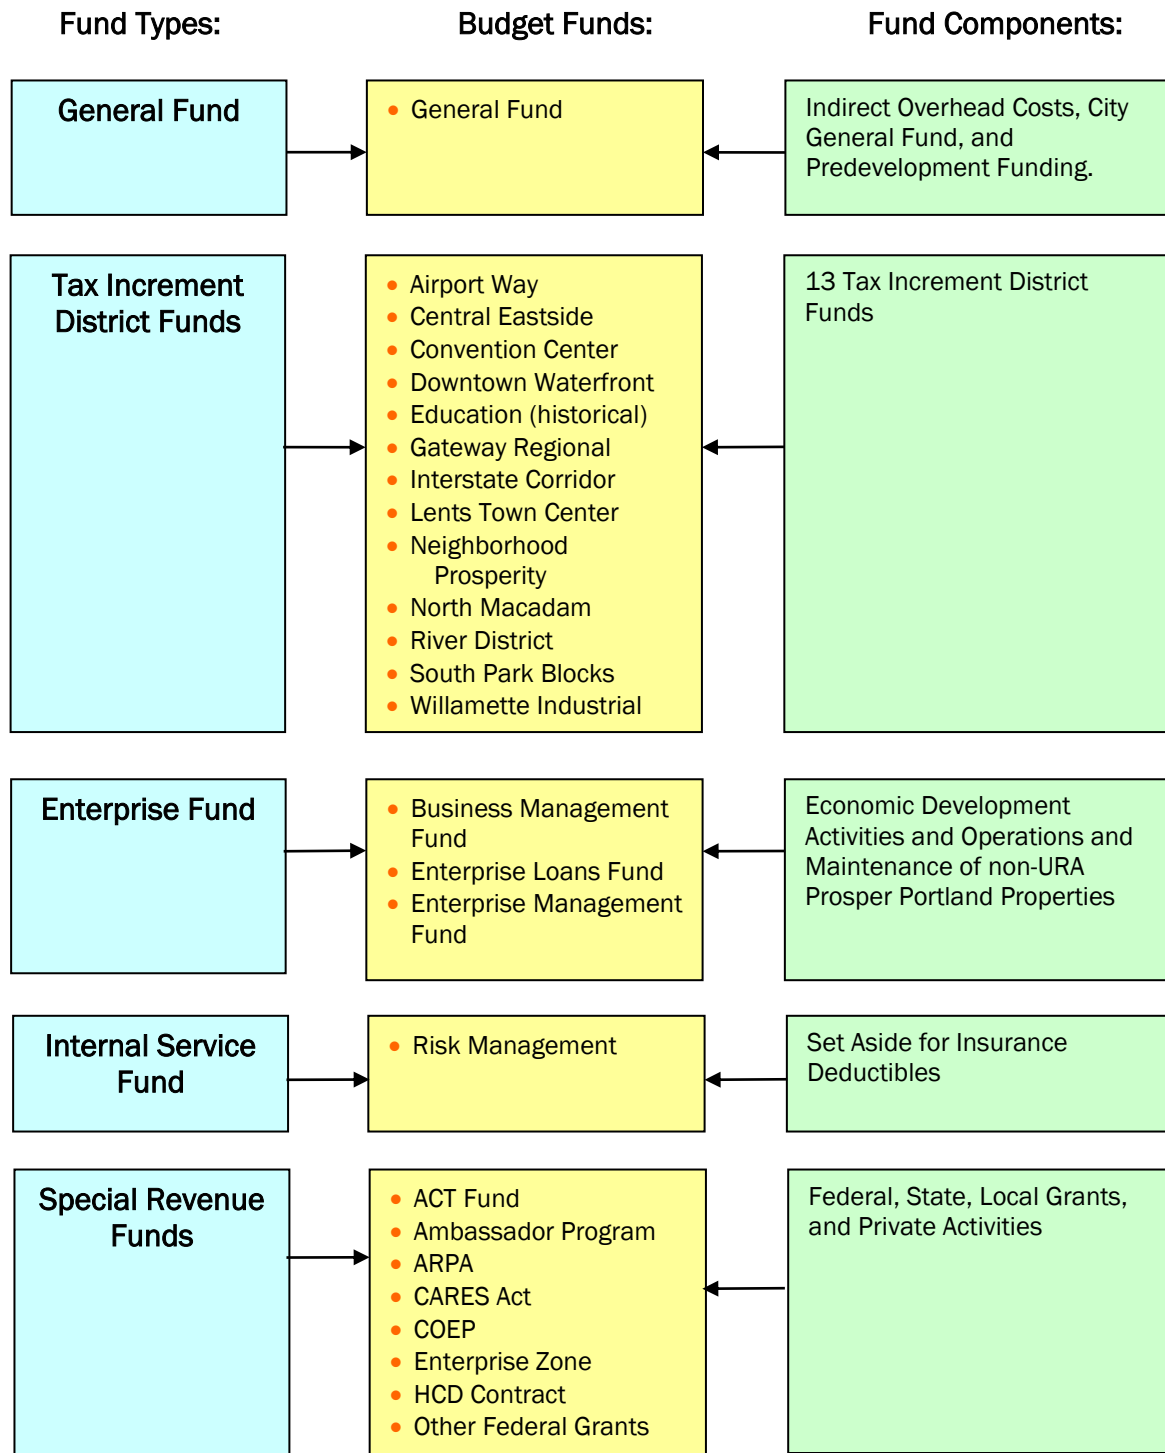 Fund Types:
Budget Funds:
Fund Components:
General Fund
• General Fund
Indirect Overhead Costs, City
General Fund, and
Predevelopment Funding.
Tax Increment
District Funds
• Airport Way
• Central Eastside
• Convention Center
• Downtown Waterfront
• Education (historical)
• Gateway Regional
• Interstate Corridor
• Lents Town Center
• Neighborhood
Prosperity
• North Macadam
• River District
• South Park Blocks
• Willamette Industrial
13 Tax Increment District
Funds
Enterprise Fund
• Business Management
Fund
• Enterprise Loans Fund
• Enterprise Management
Fund
Economic Development
Activities and Operations and
Maintenance of non-URA
Prosper Portland Properties
Internal Service
Fund
• Risk Management
Set Aside for Insurance
Deductibles
Special Revenue
Funds
• ACT Fund
• Ambassador Program
• ARPA
• CARES Act
• COEP
• Enterprise Zone
• HCD Contract
• Other Federal Grants
Federal, State, Local Grants,
and Private Activities